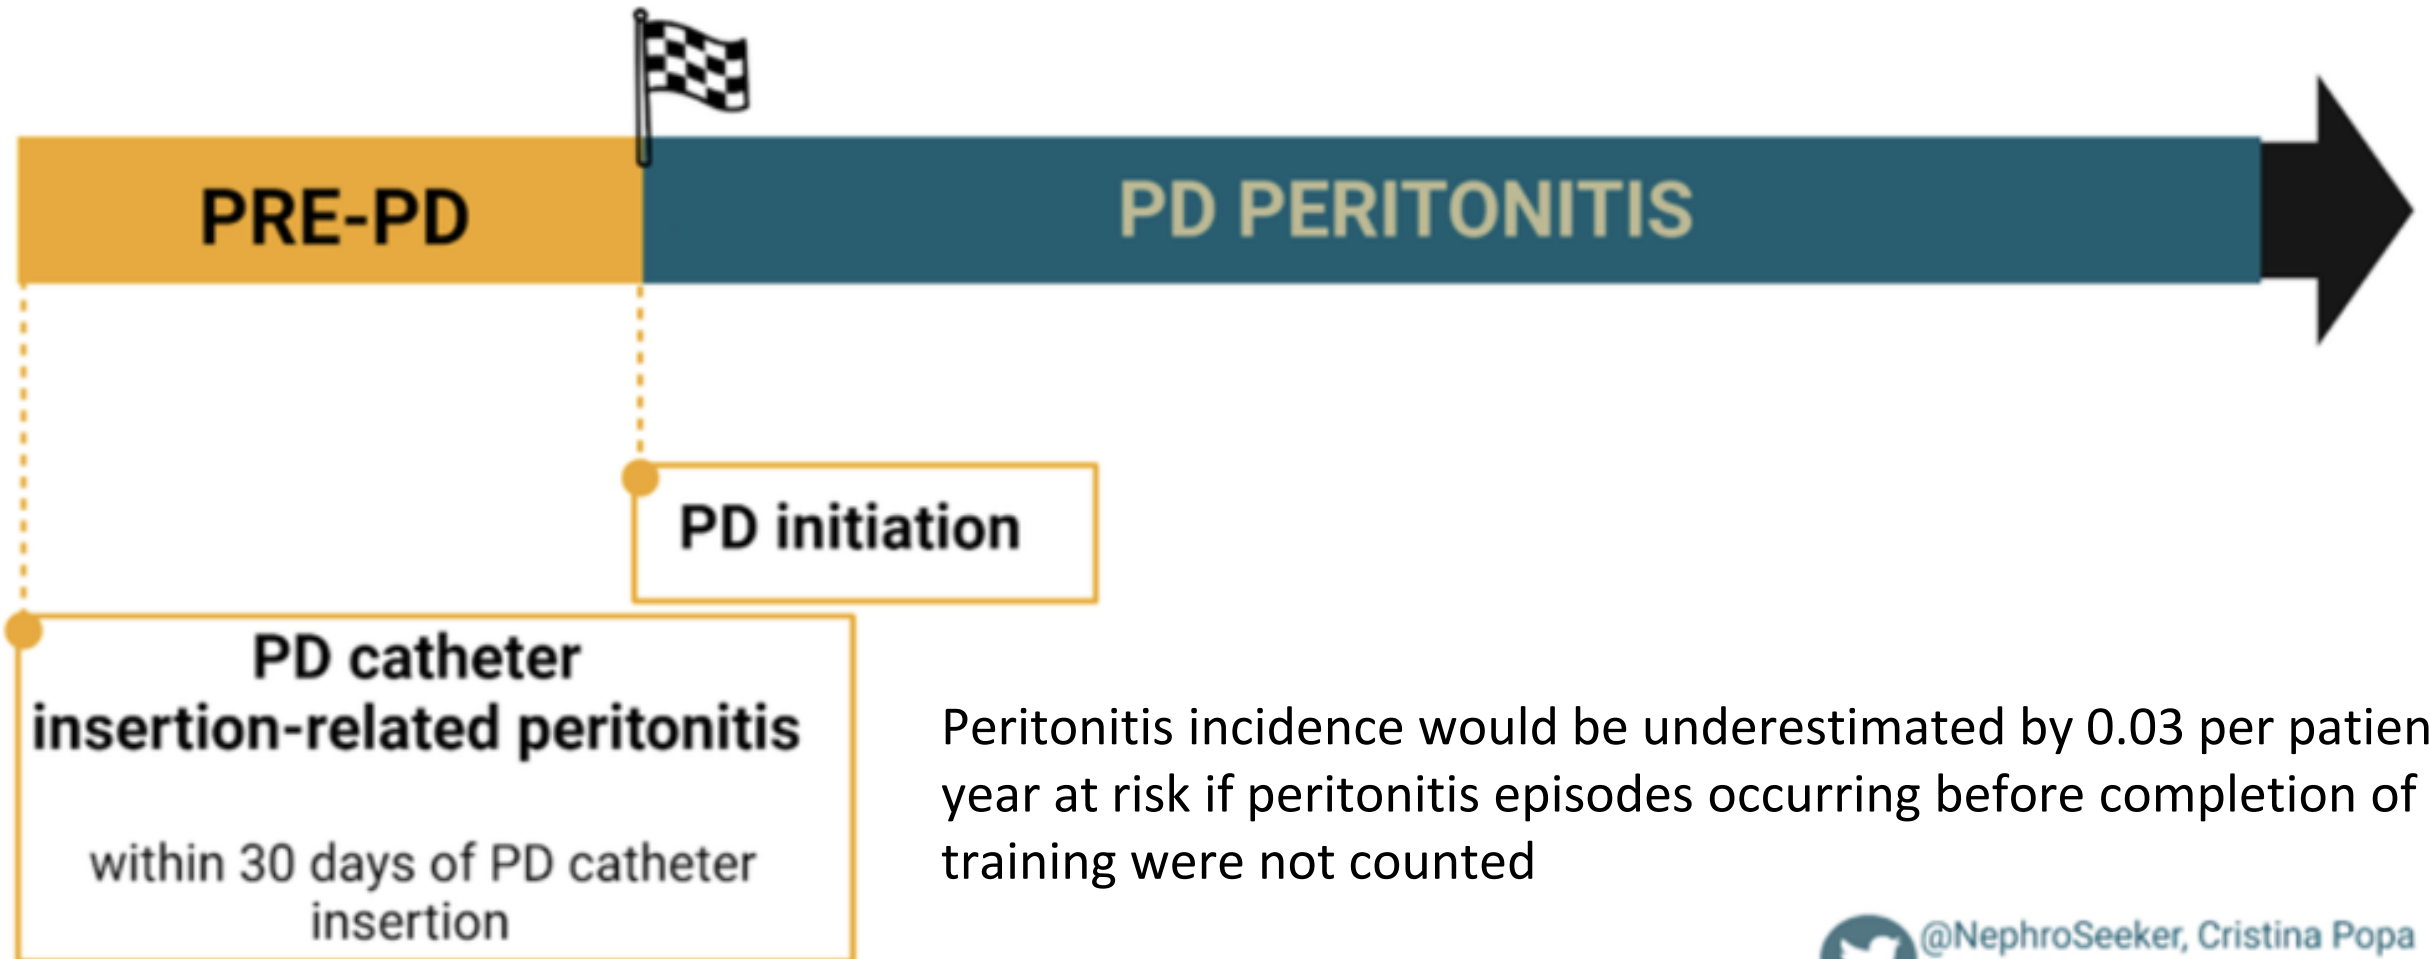 PRE-PD
PD PERITONITIS
PD initiation
PD catheter
insertion-related peritonitis
within 30 days of PD catheter
insertion
Peritonitis incidence would be underestimated by 0.03 per patien
year at risk if peritonitis episodes occurring before completion of
training were not counted
@NephroSeeker, Cristina Popa